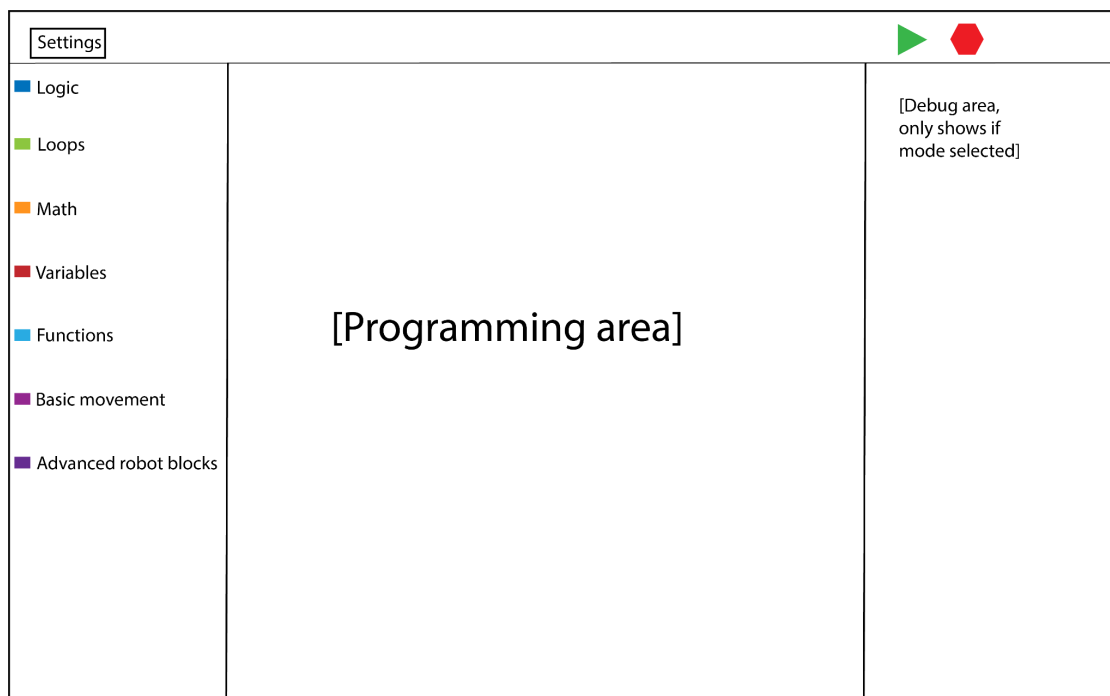 Settings
Logic
Loops
Math
Variables
Functions
Basic movement
Advanced robot blocks
[Programming area]
[Debug area,
only shows if
mode selected]